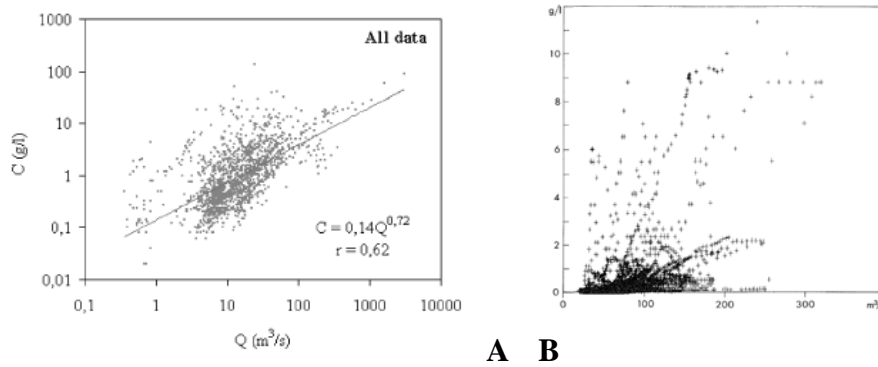 1000
100
10
1
0,1
0,01
C (g/l)
All data
C = 0,14Q^0,72
r = 0,62
0,1 1 10 100 1000 10000
Q (m³/s)
g/l
10
8
6
4
2
0
0 100 200 300
A B